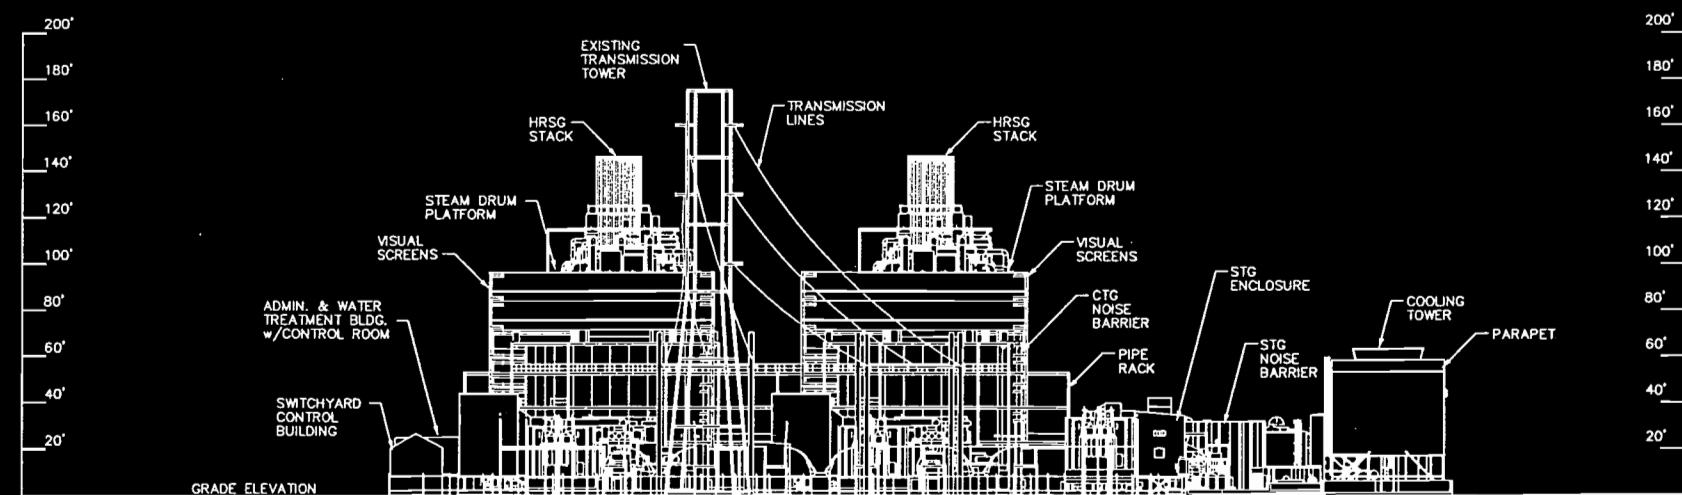 200'
180'
160'
140'
120'
100'
80'
60'
40'
20'
EXISTING
TRANSMISSION
TOWER
TRANSMISSION
LINES
HRSG
STACK
HRSG
STACK
STEAM DRUM
PLATFORM
STEAM DRUM
PLATFORM
VISUAL
SCREENS
VISUAL
SCREENS
STG
ENCLOSURE
ADMIN. & WATER
TREATMENT BLDG.
w/CONTROL ROOM
CTG
NOISE
BARRIER
COOLING
TOWER
PARAPET
STG
NOISE
BARRIER
PIPE
RACK
SWITCHYARD
CONTROL
BUILDING
GRADE ELEVATION
200'
180'
160'
140'
120'
100'
80'
60'
40'
20'